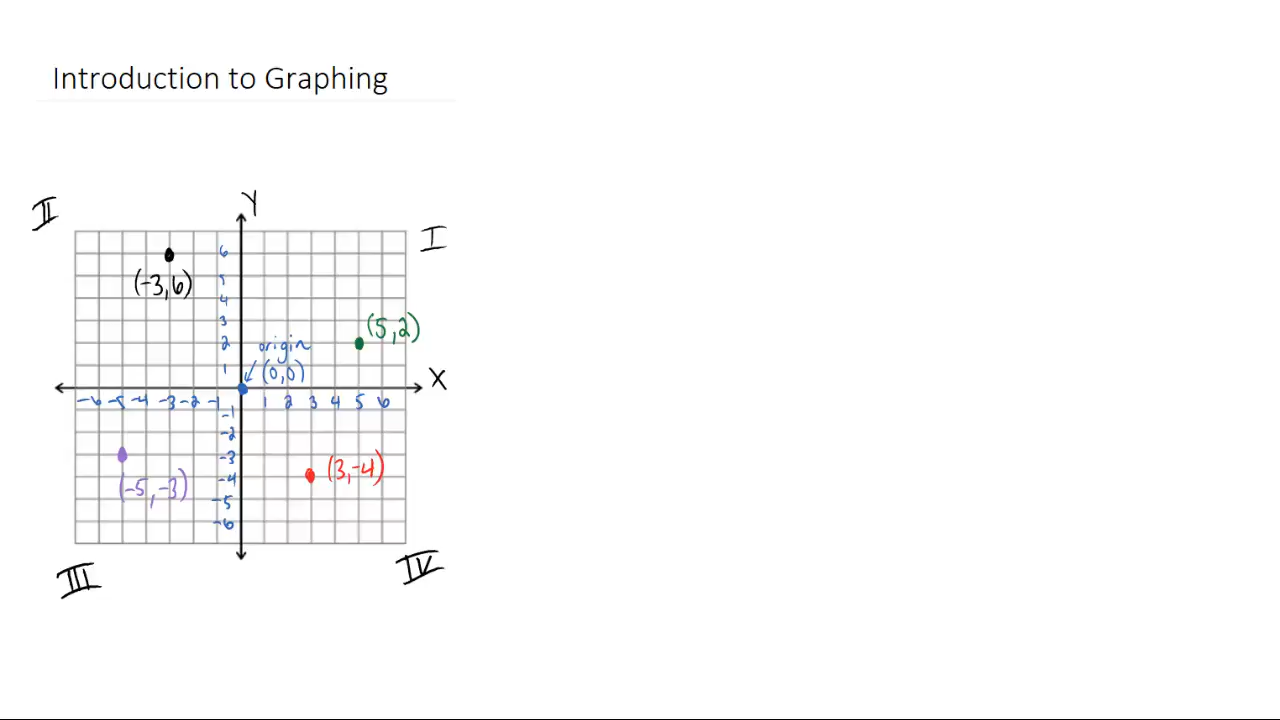 Introduction to Graphing
Y
II
I
6
(-3,6)
5
4
3
(5,2)
2
origin
1
(0,0)
X
-6 -5 -4 -3 -2 -1 1 2 3 4 5 6
-1
-2
-3
(3,-4)
-4
(-5,-3)
-5
-6
III
IV